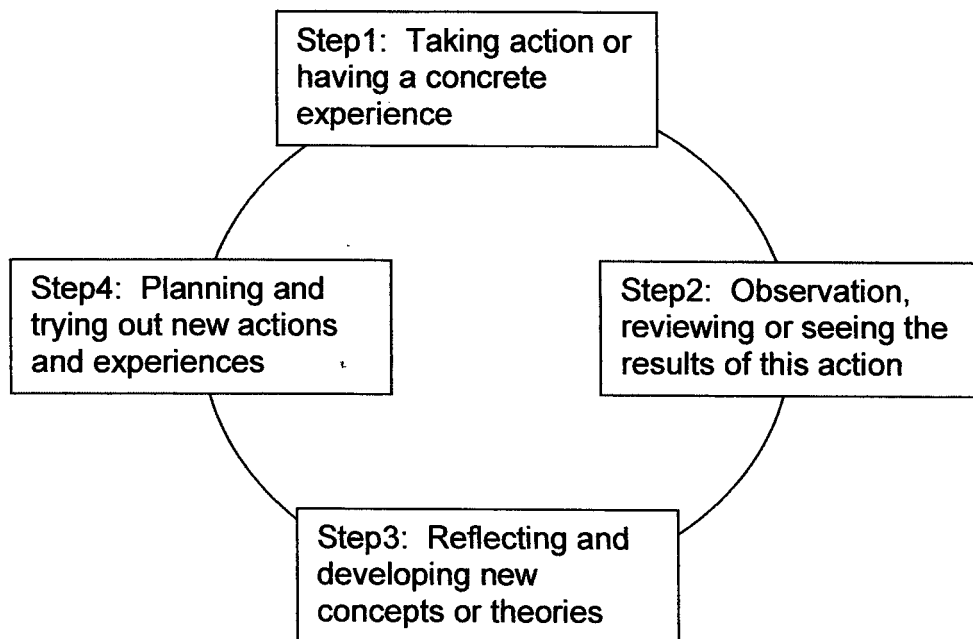 Step1:  Taking action or
having a concrete
experience
Step2:  Observation,
reviewing or seeing the
results of this action
Step3:  Reflecting and
developing new
concepts or theories
Step4:  Planning and
trying out new actions
and experiences